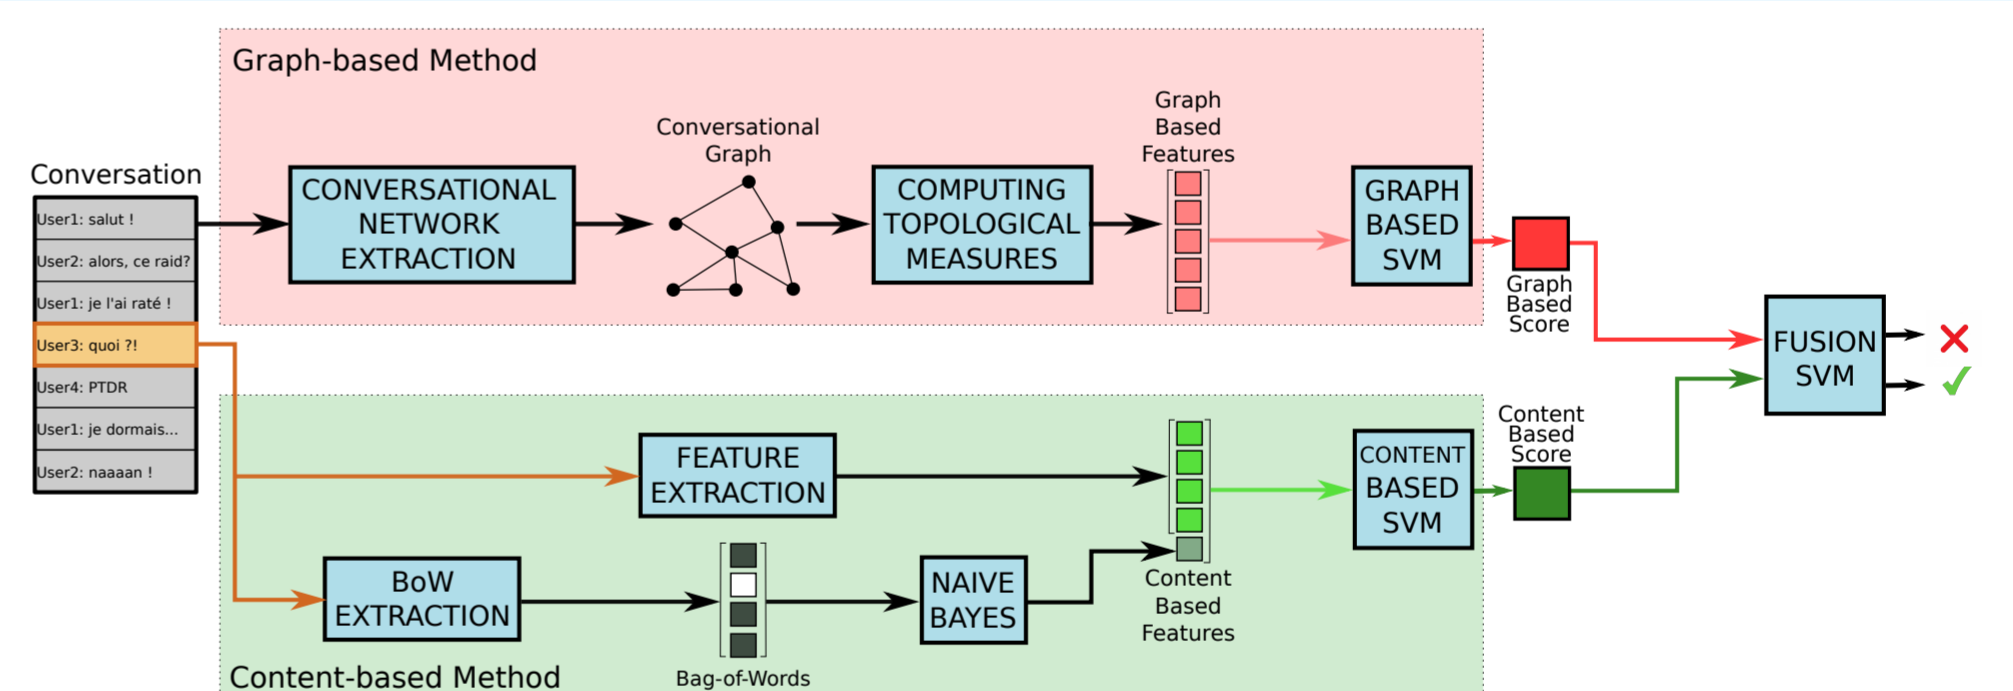 Graph-based Method
Conversation
User1: salut !
User2: alors, ce raid?
User1: je l'ai raté !
User3: quoi ?!
User4: PTDR
User1: je dormais...
User2: naaaan !
CONVERSATIONAL
NETWORK
EXTRACTION
Conversational
Graph
COMPUTING
TOPOLOGICAL
MEASURES
Graph
Based
Features
GRAPH
BASED
SVM
Graph
Based
Score
FEATURE
EXTRACTION
BoW
EXTRACTION
Bag-of-Words
NAIVE
BAYES
Content
Based
Features
CONTENT
BASED
SVM
Content
Based
Score
FUSION
SVM
Content-based Method